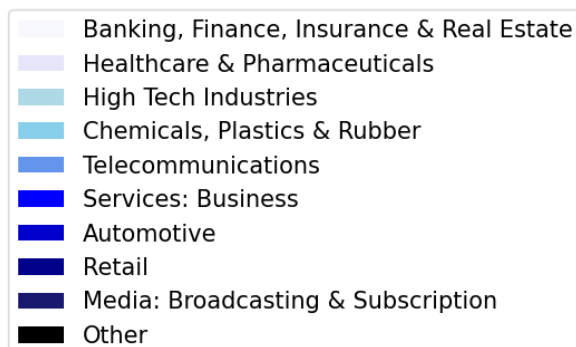 Banking, Finance, Insurance & Real Estate
Healthcare & Pharmaceuticals
High Tech Industries
Chemicals, Plastics & Rubber
Telecommunications
Services: Business
Automotive
Retail
Media: Broadcasting & Subscription
Other